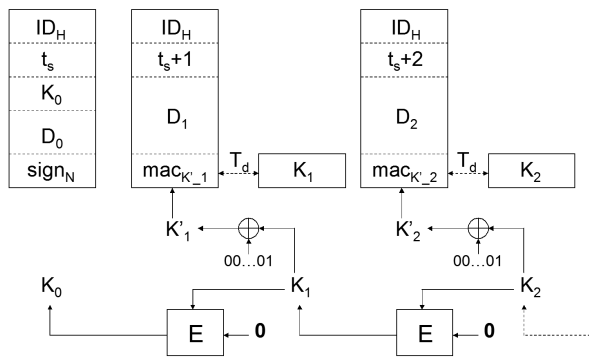 ID_H
t_s
K_0
D_0
sign_N
ID_H
t_s+1
D_1
mac_K'_1
T_d
K_1
ID_H
t_s+2
D_2
mac_K'_2
T_d
K_2
K'_1
00...01
K'_2
00...01
K_0
K_1
K_2
E
0
E
0